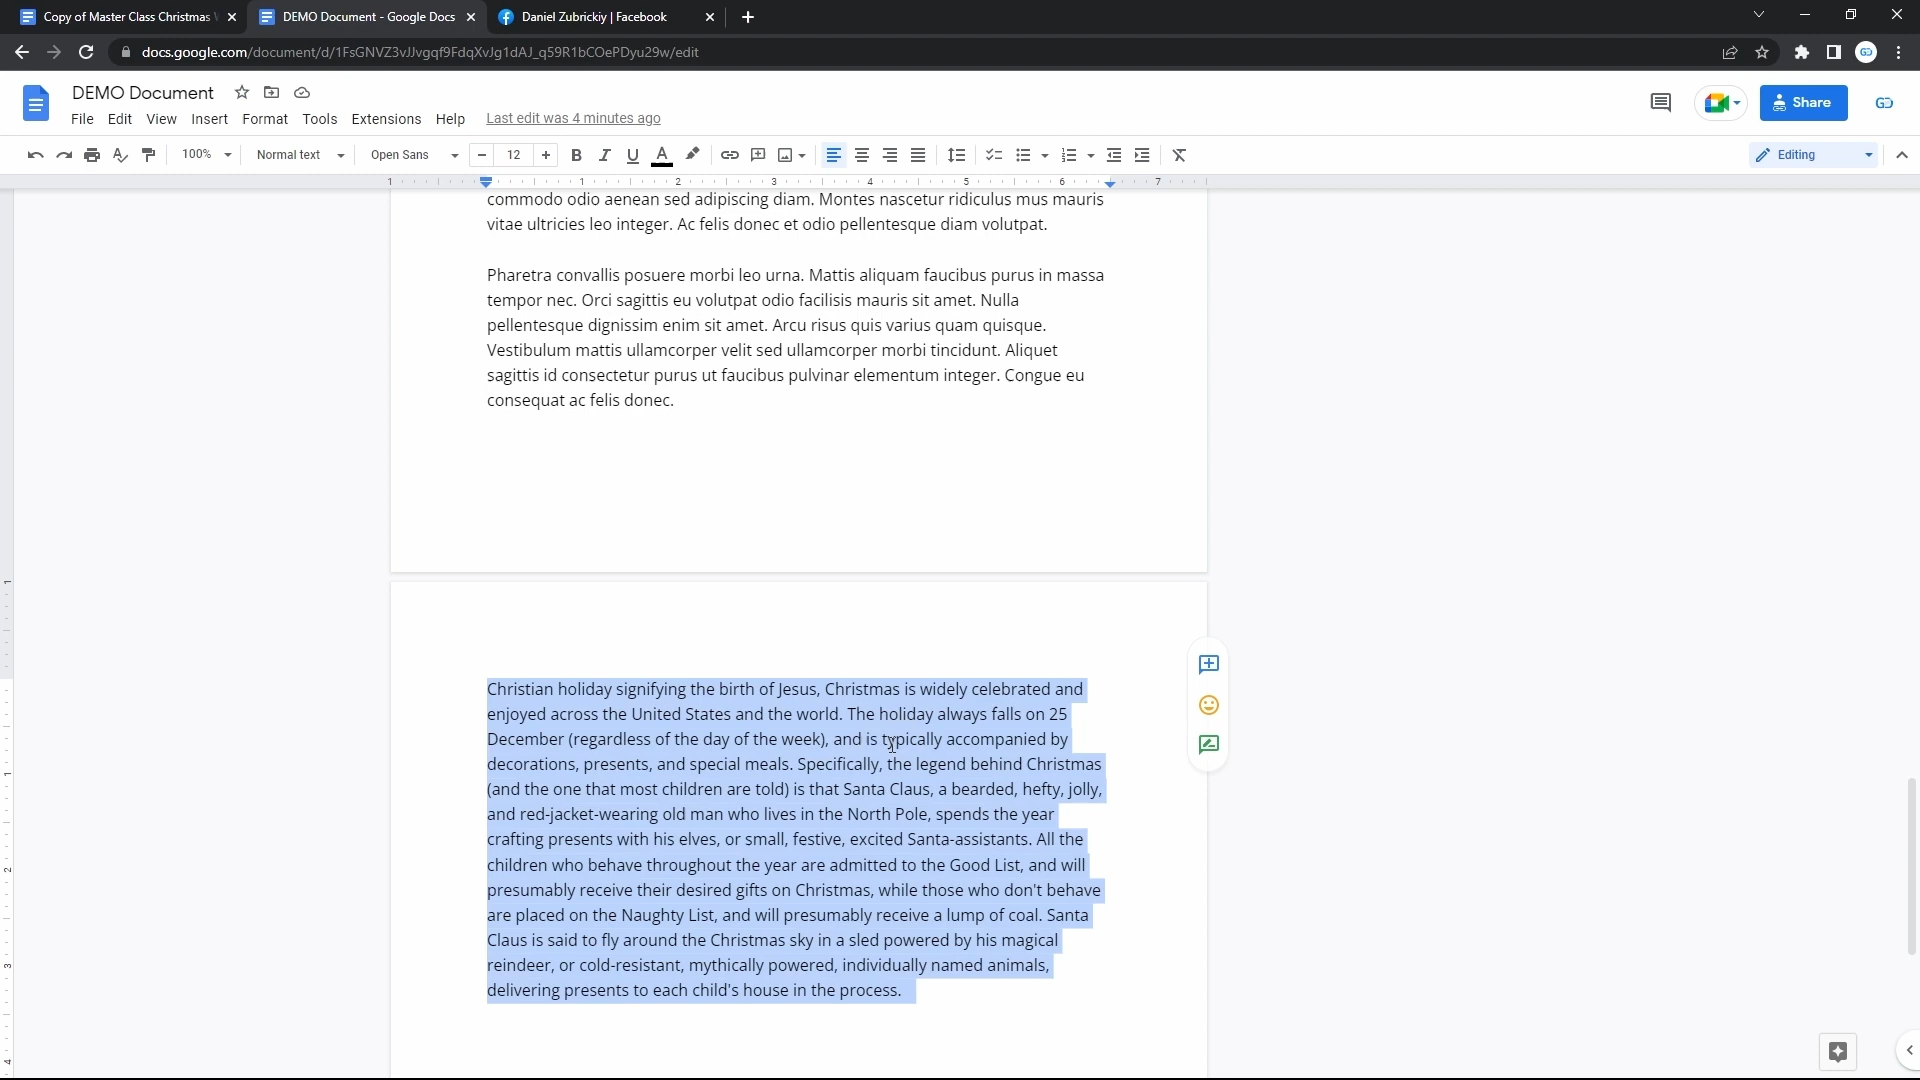 Copy of Master Class Christmas
DEMO Document - Google Docs
Daniel Zubrickiy | Facebook
docs.google.com/document/d/1FsGNVZ3vJJvgqf9FdqXvJg1dAJ_q59R1bCOePDyu29w/edit
DEMO Document
File Edit View Insert Format Tools Extensions Help Last edit was 4 minutes ago
Share
100% Normal text Open Sans 12 Editing
1 1 2 3 4 5 6 7
commodo odio aenean sed adipiscing diam. Montes nascetur ridiculus mus mauris
vitae ultricies leo integer. Ac felis donec et odio pellentesque diam volutpat.
Pharetra convallis posuere morbi leo urna. Mattis aliquam faucibus purus in massa
tempor nec. Orci sagittis eu volutpat odio facilisis mauris sit amet. Nulla
pellentesque dignissim enim sit amet. Arcu risus quis varius quam quisque.
Vestibulum mattis ullamcorper velit sed ullamcorper morbi tincidunt. Aliquet
sagittis id consectetur purus ut faucibus pulvinar elementum integer. Congue eu
consequat ac felis donec.
Christian holiday signifying the birth of Jesus, Christmas is widely celebrated and
enjoyed across the United States and the world. The holiday always falls on 25
December (regardless of the day of the week), and is typically accompanied by
decorations, presents, and special meals. Specifically, the legend behind Christmas
(and the one that most children are told) is that Santa Claus, a bearded, hefty, jolly,
and red-jacket-wearing old man who lives in the North Pole, spends the year
crafting presents with his elves, or small, festive, excited Santa-assistants. All the
children who behave throughout the year are admitted to the Good List, and will
presumably receive their desired gifts on Christmas, while those who don't behave
are placed on the Naughty List, and will presumably receive a lump of coal. Santa
Claus is said to fly around the Christmas sky in a sled powered by his magical
reindeer, or cold-resistant, mythically powered, individually named animals,
delivering presents to each child's house in the process.